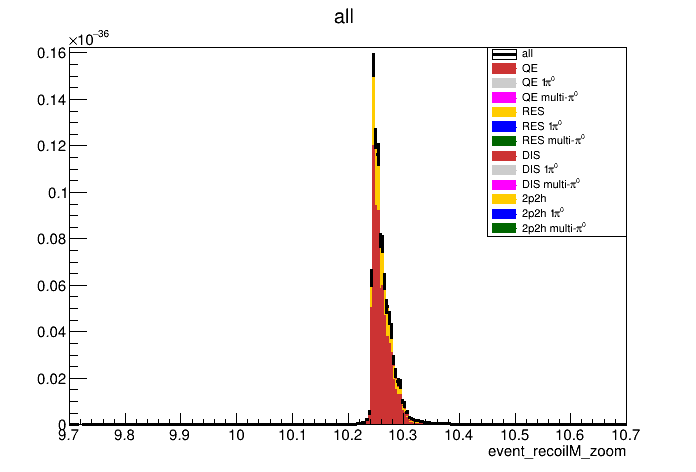 all
×10⁻³⁶
0.16
0.14
0.12
0.1
0.08
0.06
0.04
0.02
0
all
QE
QE 1π⁰
QE multi-π⁰
RES
RES 1π⁰
RES multi-π⁰
DIS
DIS 1π⁰
DIS multi-π⁰
2p2h
2p2h 1π⁰
2p2h multi-π⁰
9.7 9.8 9.9 10 10.1 10.2 10.3 10.4 10.5 10.6 10.7
event_recoilM_zoom